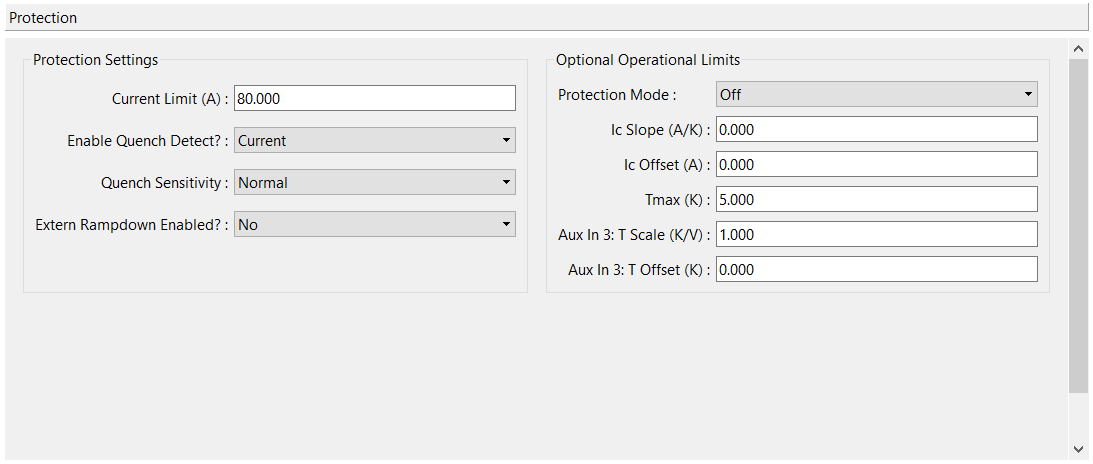 Protection
Protection Settings
Current Limit (A) : 80.000
Enable Quench Detect? : Current
Quench Sensitivity : Normal
Extern Rampdown Enabled? : No
Optional Operational Limits
Protection Mode : Off
Ic Slope (A/K) : 0.000
Ic Offset (A) : 0.000
Tmax (K) : 5.000
Aux In 3: T Scale (K/V) : 1.000
Aux In 3: T Offset (K) : 0.000